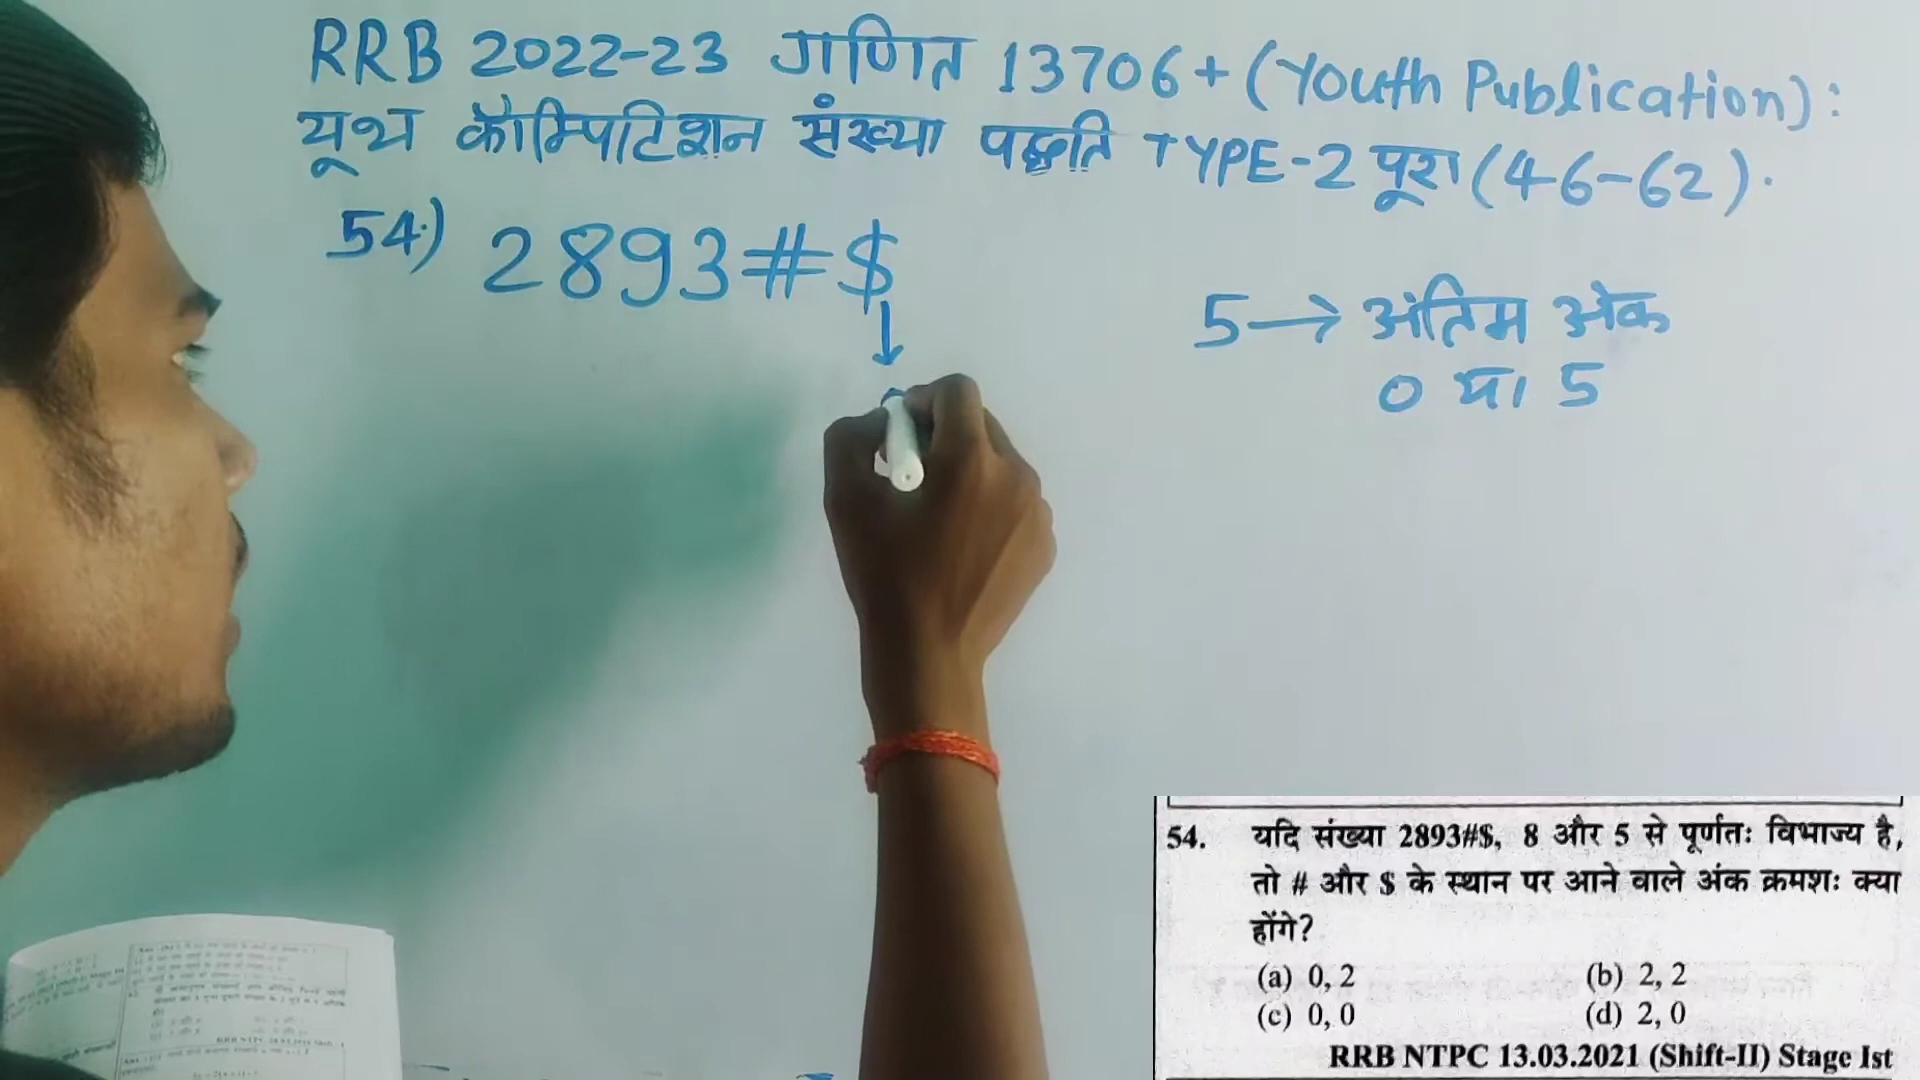 RRB 2022-23 गणित 13706+ (Youth Publication):
यूथ कौम्पिटिशन संख्या पद्धति TYPE-2 पूरा (46-62).
54.) 2893#$
5→ अंतिम अंक
0 या 5
54. यदि संख्या 2893#$, 8 और 5 से पूर्णतः विभाज्य है,
तो # और $ के स्थान पर आने वाले अंक क्रमशः क्या
होंगे?
(a) 0, 2 (b) 2, 2
(c) 0, 0 (d) 2, 0
RRB NTPC 13.03.2021 (Shift-II) Stage Ist